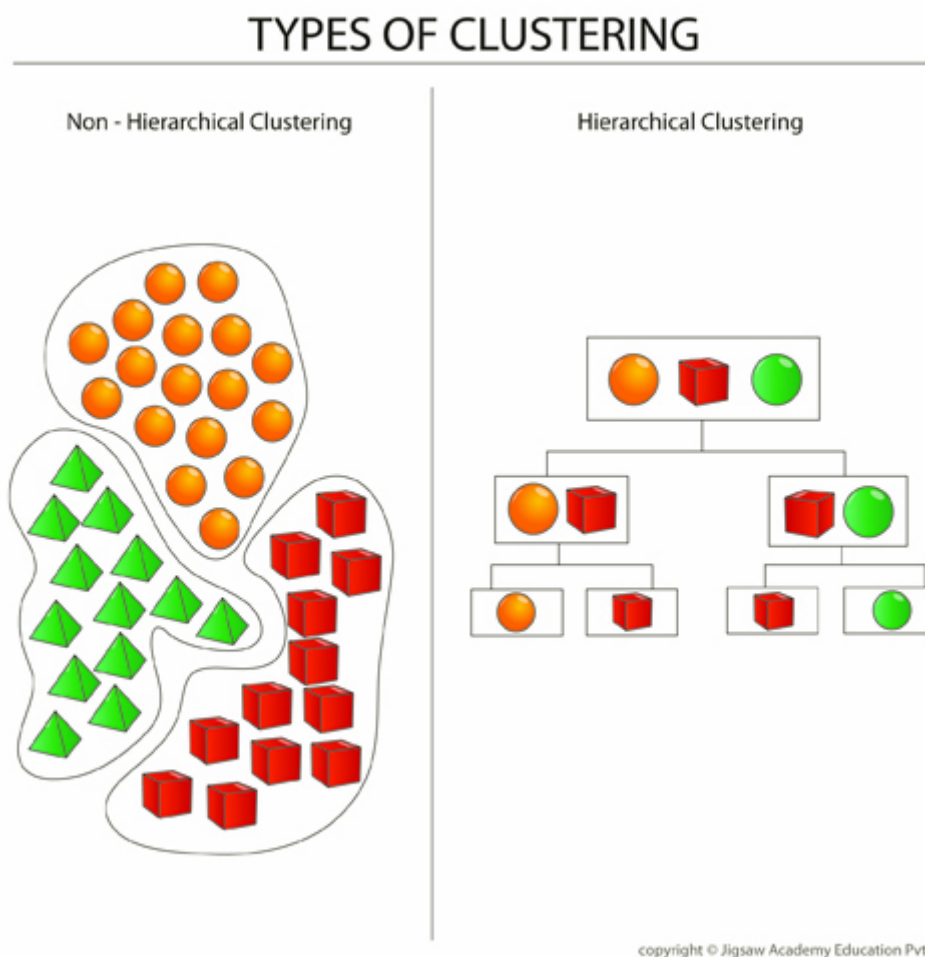 TYPES OF CLUSTERING
Non - Hierarchical Clustering
Hierarchical Clustering
copyright © Jigsaw Academy Education Pvt